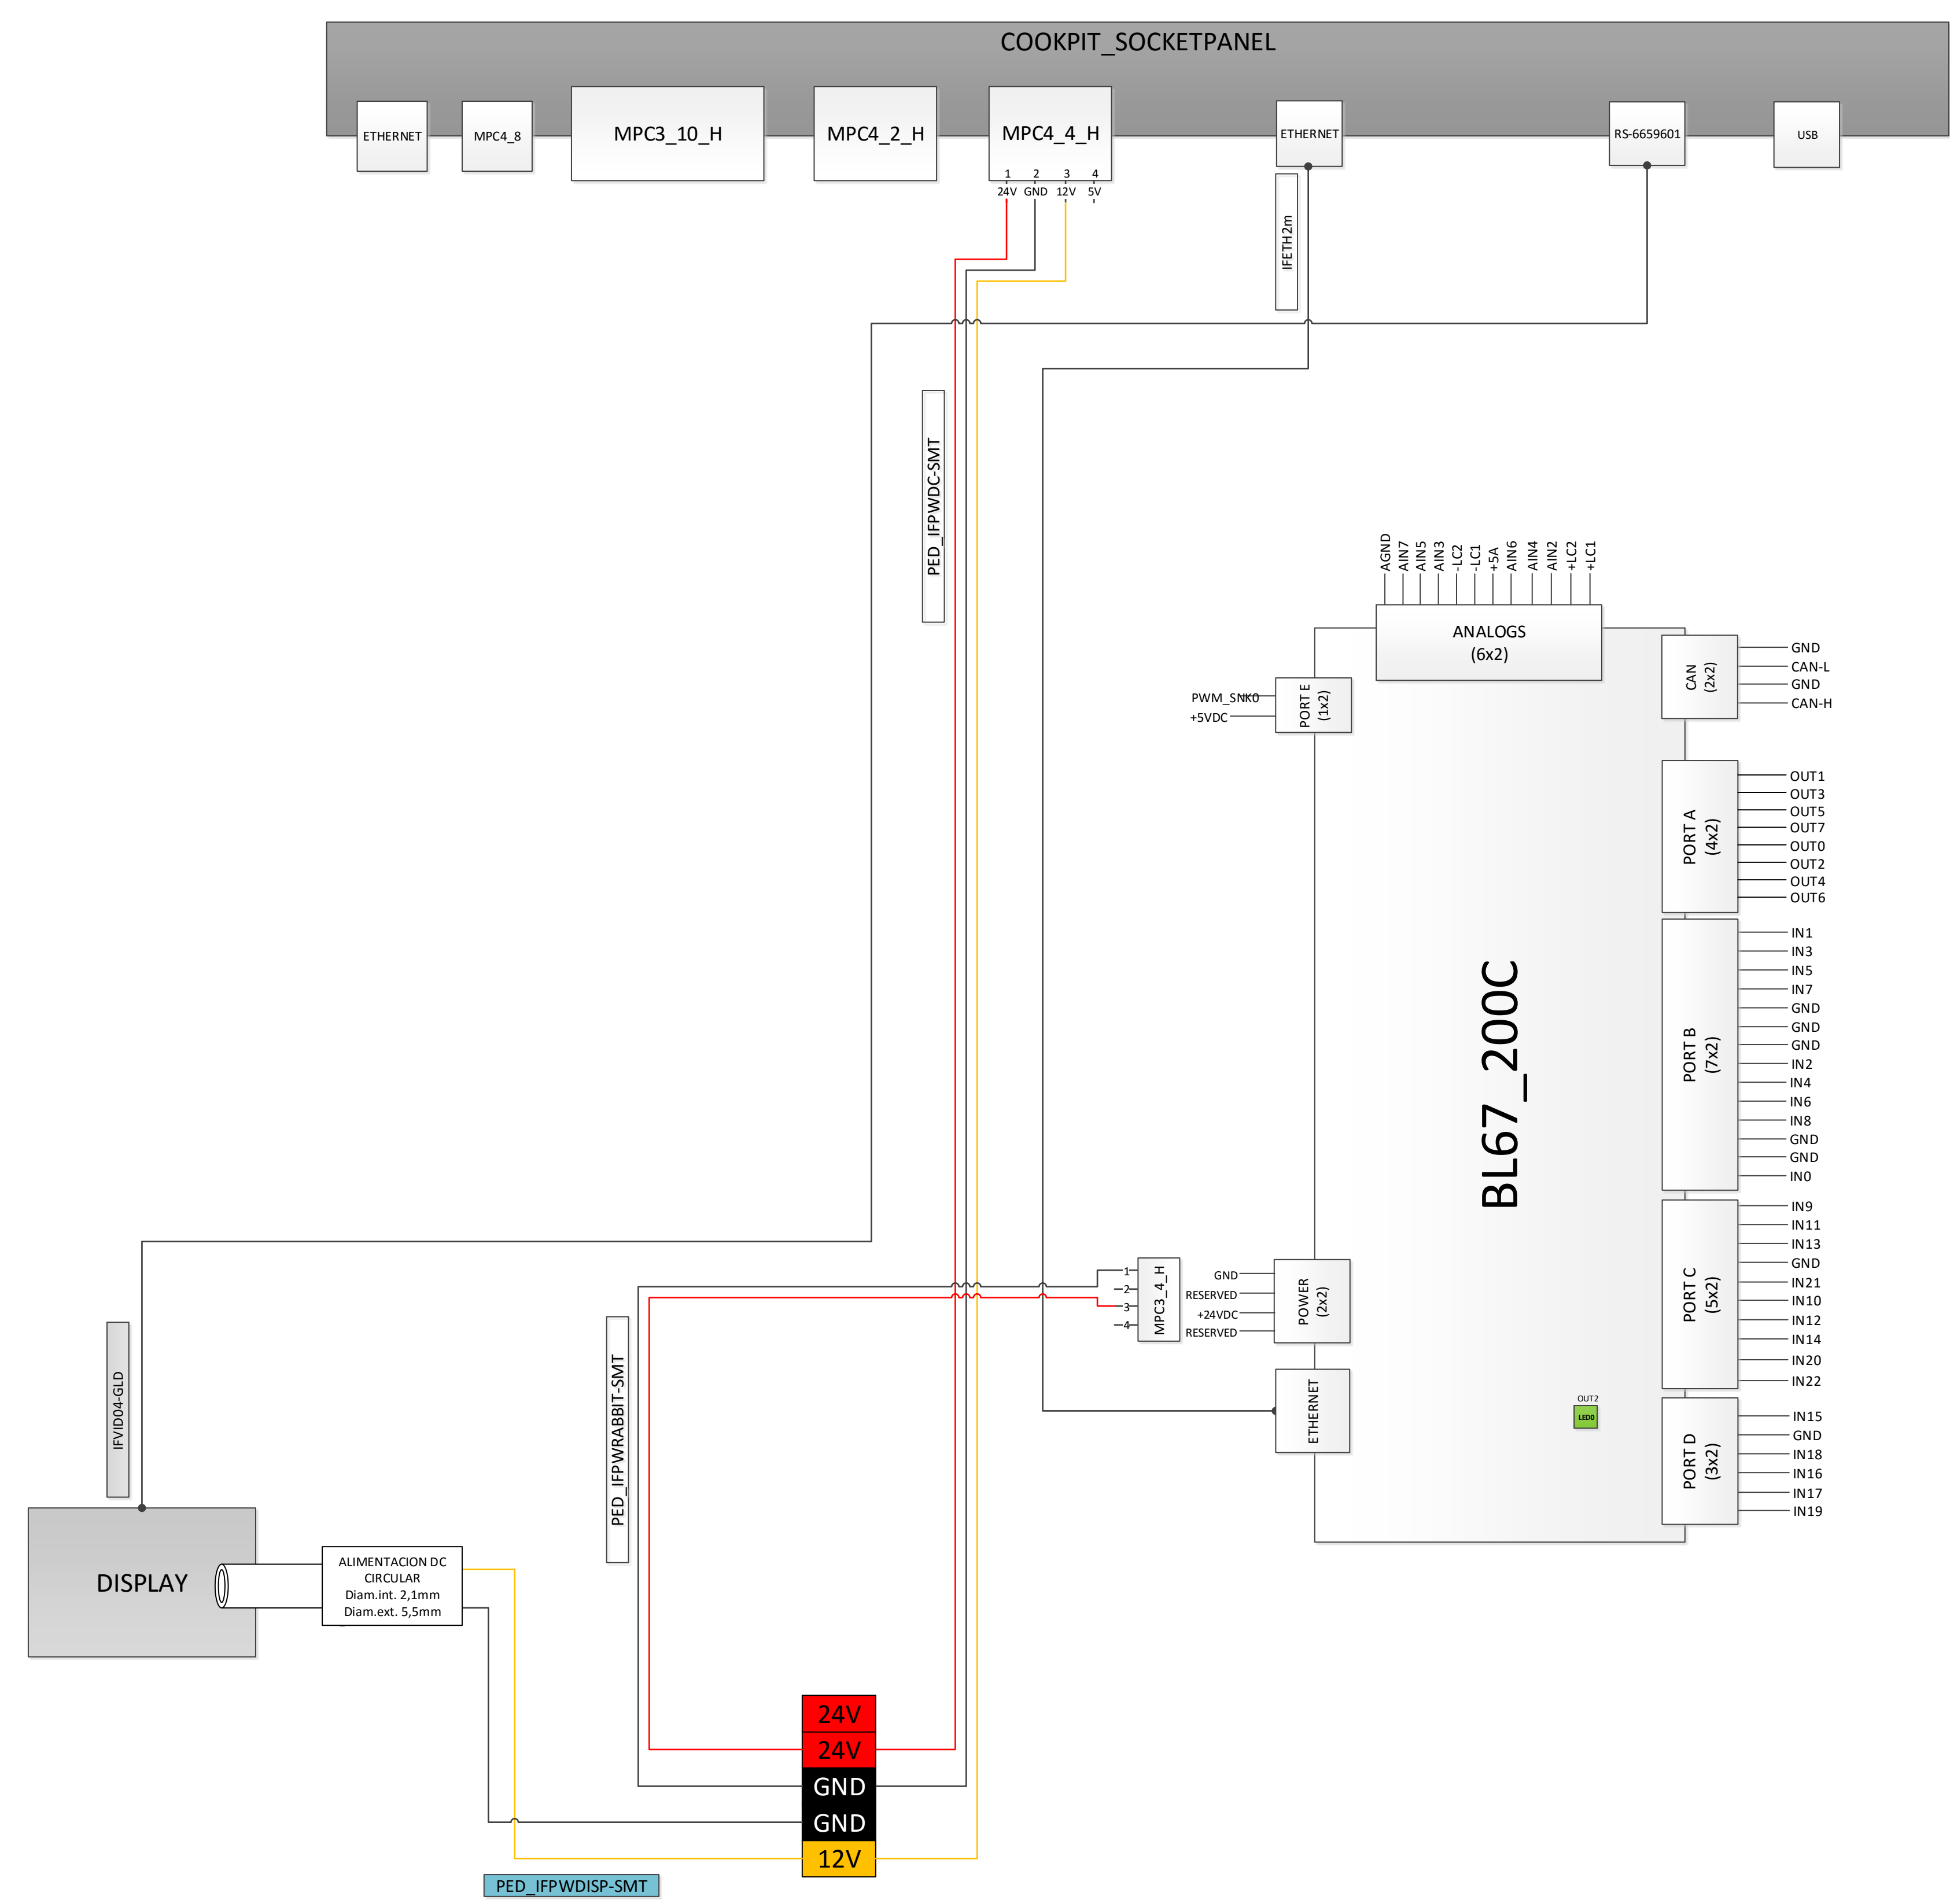 COOKPIT_SOCKETPANEL
ETHERNET
MPC4_8
MPC3_10_H
MPC4_2_H
MPC4_4_H
ETHERNET
RS-6659601
USB
1 2 3 4
24V GND 12V 5V
IFETH2m
PED_IFPWDC-SMT
AGND
AIN7
AIN5
AIN3
-LC2
-LC1
+5A
AIN6
AIN4
AIN2
+LC2
+LC1
ANALOGS
(6x2)
PWM_SNK0
+5VDC
PORT E
(1x2)
CAN
(2x2)
GND
CAN-L
GND
CAN-H
PORT A
(4x2)
OUT1
OUT3
OUT5
OUT7
OUT0
OUT2
OUT4
OUT6
BL67_200C
PORT B
(7x2)
IN1
IN3
IN5
IN7
GND
GND
GND
IN2
IN4
IN6
IN8
GND
GND
IN0
PORT C
(5x2)
IN9
IN11
IN13
GND
IN21
IN10
IN12
IN14
IN20
IN22
PORT D
(3x2)
IN15
GND
IN18
IN16
IN17
IN19
1
2
3
4
MPC3_4_H
GND
RESERVED
+24VDC
RESERVED
POWER
(2x2)
ETHERNET
OUT2
LED0
IFVID04-GLD
PED_IFPWRABBIT-SMT
DISPLAY
ALIMENTACION DC
CIRCULAR
Diam.int. 2,1mm
Diam.ext. 5,5mm
24V
24V
GND
GND
12V
PED_IFPWDISP-SMT